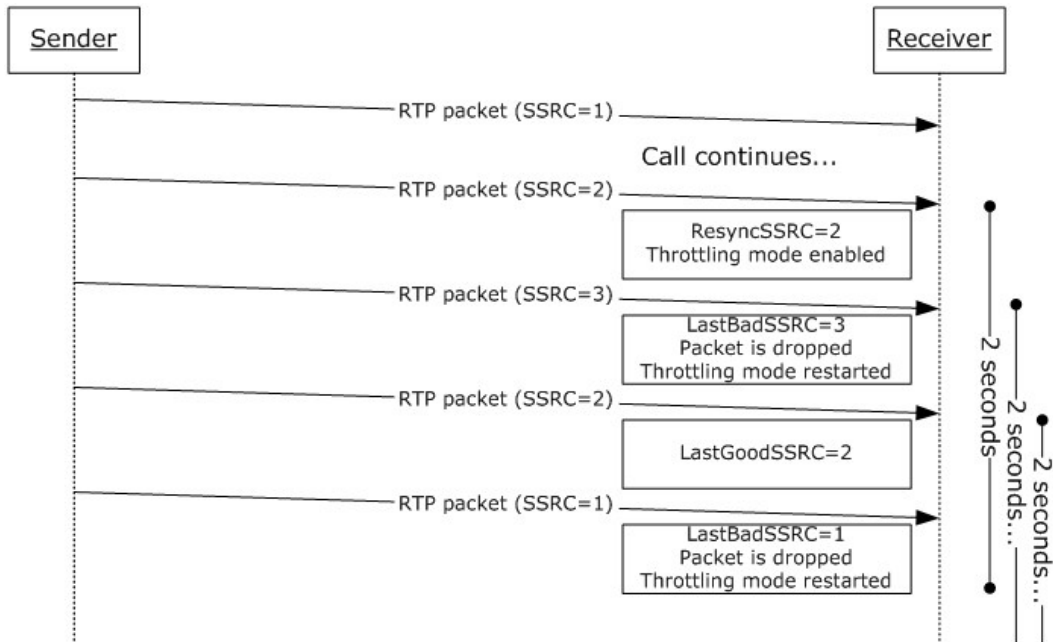 Sender
Receiver
RTP packet (SSRC=1)
Call continues...
RTP packet (SSRC=2)
ResyncSSRC=2
Throttling mode enabled
RTP packet (SSRC=3)
LastBadSSRC=3
Packet is dropped
Throttling mode restarted
RTP packet (SSRC=2)
LastGoodSSRC=2
RTP packet (SSRC=1)
LastBadSSRC=1
Packet is dropped
Throttling mode restarted
2 seconds
2 seconds...
2 seconds...